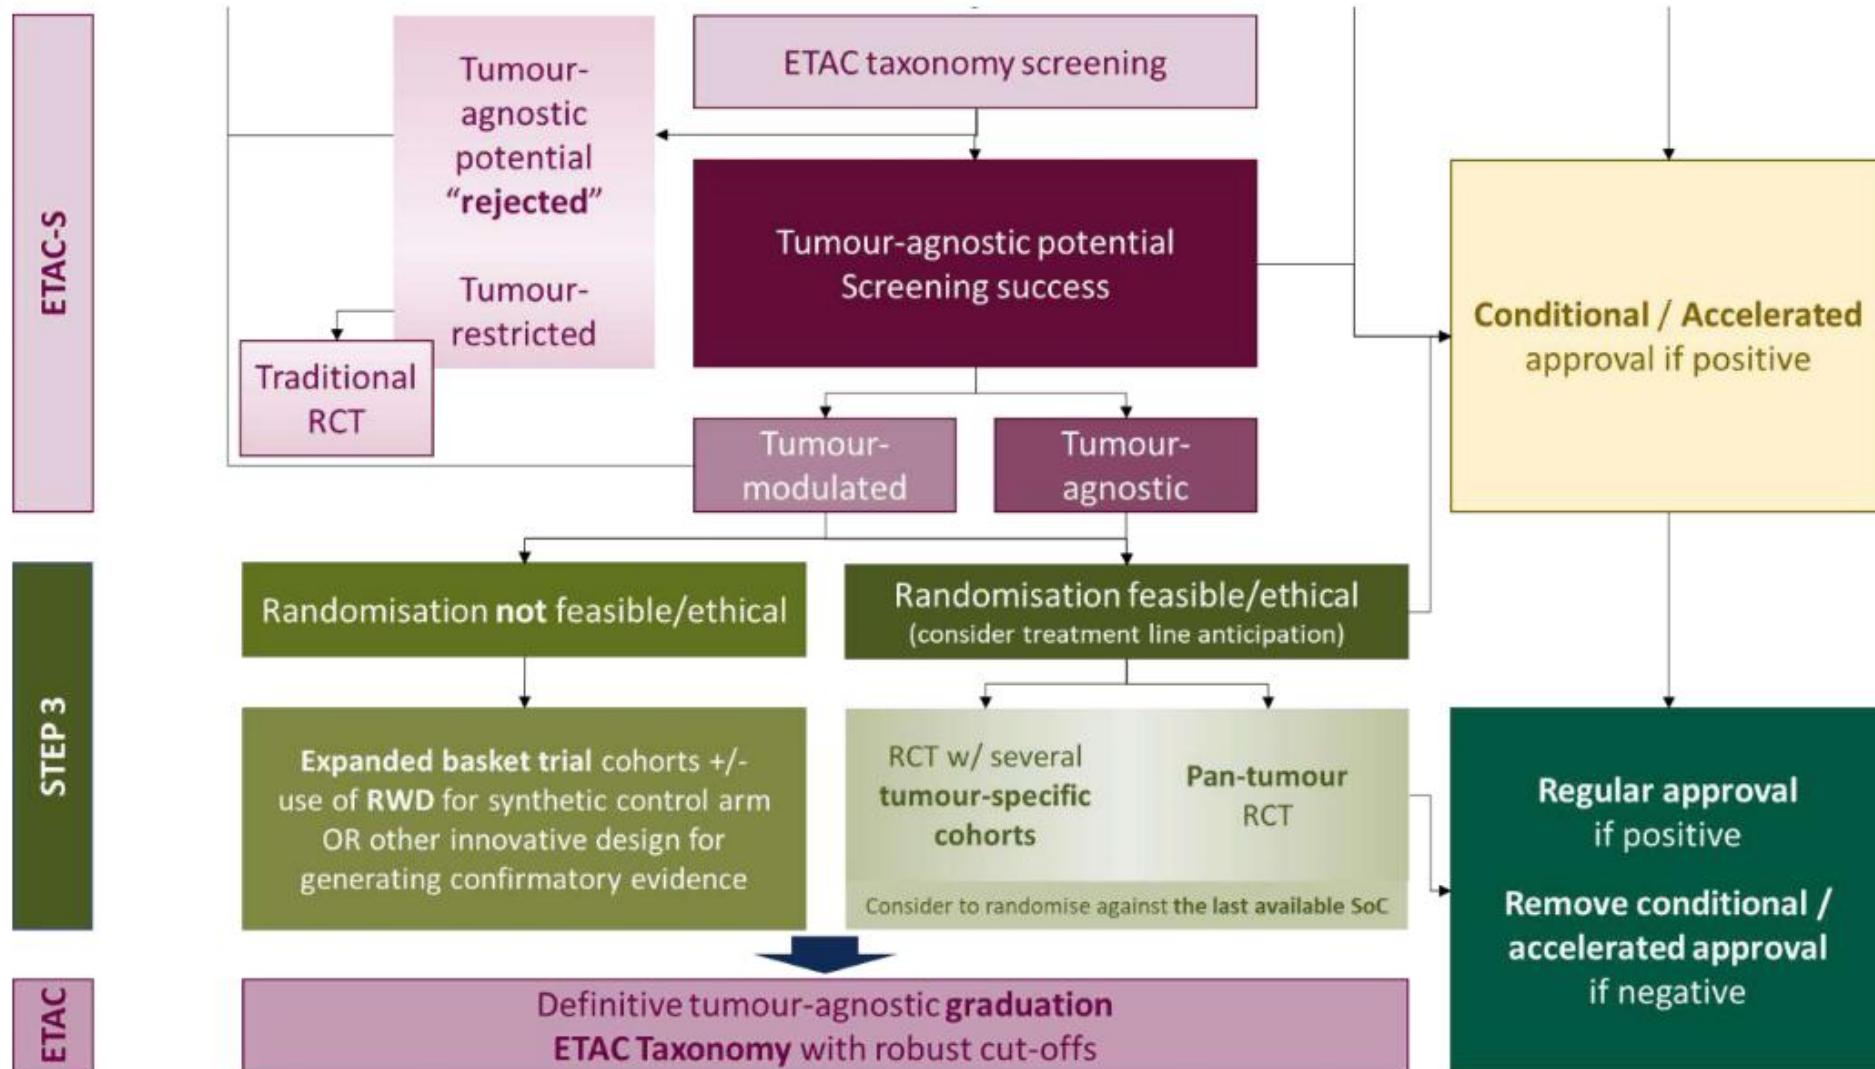 ETAC-S
Tumour-
agnostic
potential
“rejected”
Tumour-
restricted
Traditional
RCT
ETAC taxonomy screening
Tumour-agnostic potential
Screening success
Tumour-
modulated
Tumour-
agnostic
Conditional / Accelerated
approval if positive
STEP 3
Randomisation not feasible/ethical
Randomisation feasible/ethical
(consider treatment line anticipation)
Expanded basket trial cohorts +/-
use of RWD for synthetic control arm
OR other innovative design for
generating confirmatory evidence
RCT w/ several
tumour-specific
cohorts
Pan-tumour
RCT
Consider to randomise against the last available SoC
Regular approval
if positive
Remove conditional /
accelerated approval
if negative
ETAC
Definitive tumour-agnostic graduation
ETAC Taxonomy with robust cut-offs